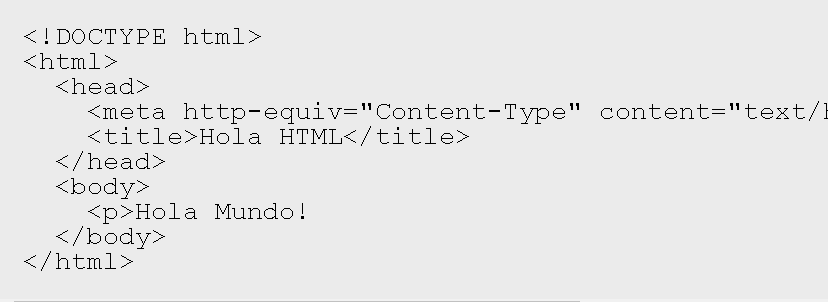 <!DOCTYPE html>
<html>
<head>
<meta http-equiv="Content-Type" content="text/
<title>Hola HTML</title>
</head>
<body>
<p>Hola Mundo!
</body>
</html>